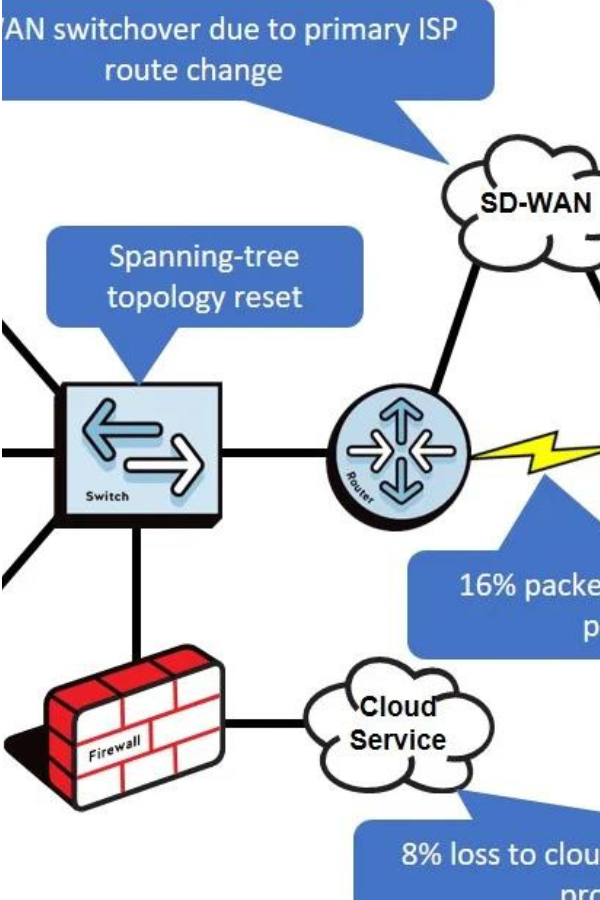 AN switchover due to primary ISP
route change
SD-WAN
Spanning-tree
topology reset
Switch
Router
16% packe
p
Firewall
Cloud
Service
8% loss to clou
pro